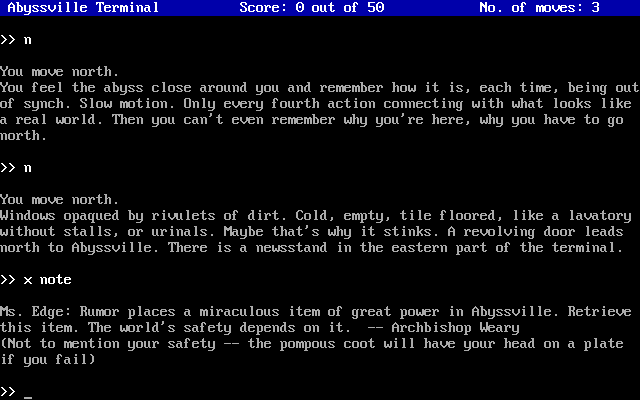 Abyssville Terminal Score: 0 out of 50 No. of moves: 3
>> n
You move north.
You feel the abyss close around you and remember how it is, each time, being out
of synch. Slow motion. Only every fourth action connecting with what looks like
a real world. Then you can't even remember why you're here, why you have to go
north.
>> n
You move north.
Windows opaqued by rivulets of dirt. Cold, empty, tile floored, like a lavatory
without stalls, or urinals. Maybe that's why it stinks. A revolving door leads
north to Abyssville. There is a newsstand in the eastern part of the terminal.
>> x note
Ms. Edge: Rumor places a miraculous item of great power in Abyssville. Retrieve
this item. The world's safety depends on it.  -- Archbishop Weary
(Not to mention your safety -- the pompous coot will have your head on a plate
if you fail)
>> _